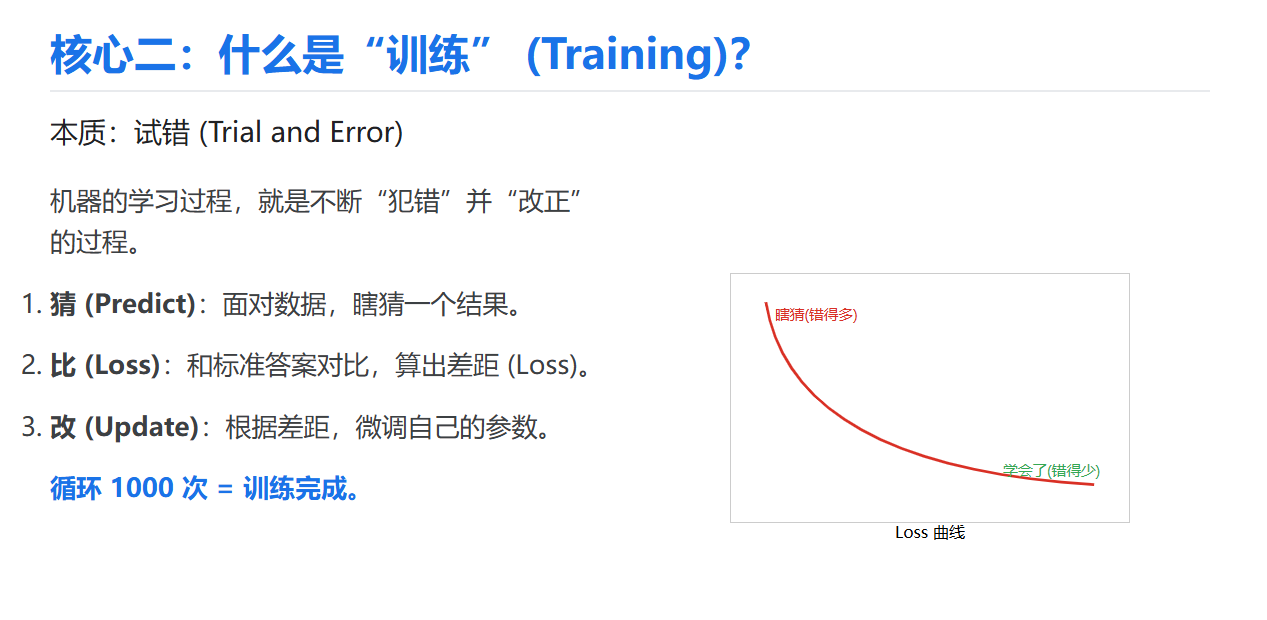 核心二：什么是“训练” (Training)？
本质：试错 (Trial and Error)
机器的学习过程，就是不断“犯错”并“改正”
的过程。
1. 猜 (Predict)：面对数据，瞎猜一个结果。
2. 比 (Loss)：和标准答案对比，算出差距 (Loss)。
3. 改 (Update)：根据差距，微调自己的参数。
循环 1000 次 = 训练完成。
瞎猜(错得多)
学会了(错得少)
Loss 曲线